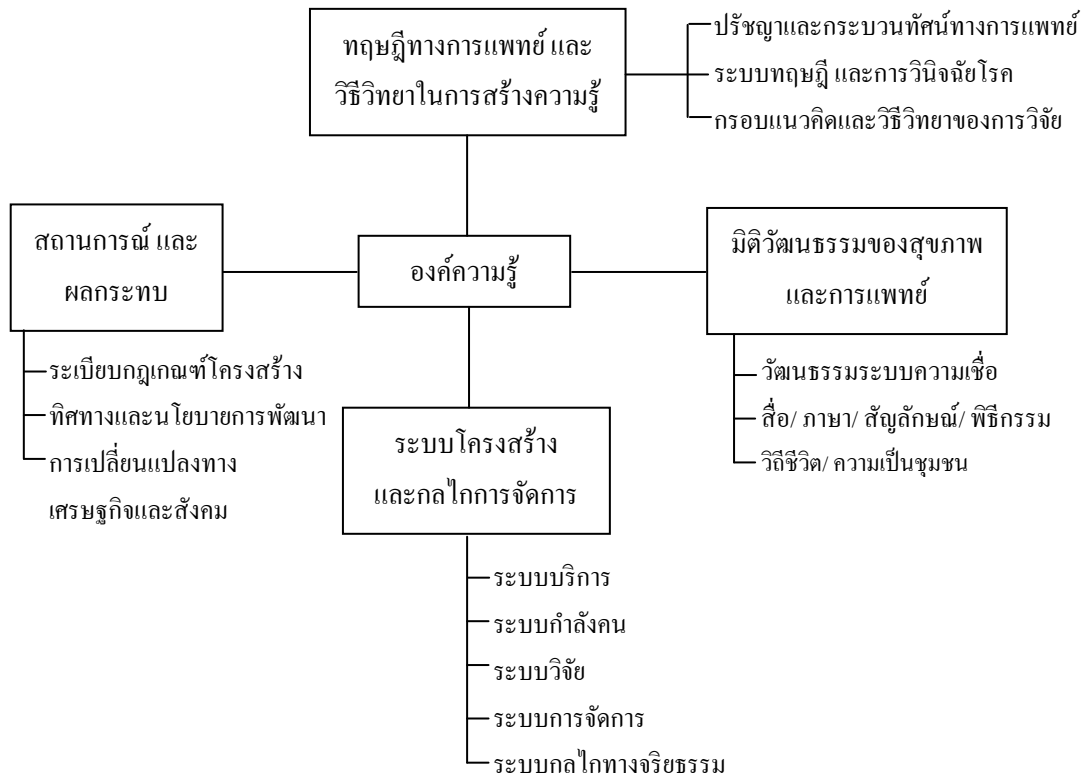 ทฤษฎีทางการแพทย์ และ
วิธีวิทยาในการสร้างความรู้
ปรัชญาและกระบวนทัศน์ทางการแพทย์
ระบบทฤษฎี และการวินิจฉัยโรค
กรอบแนวคิดและวิธีวิทยาของการวิจัย
สถานการณ์ และ
ผลกระทบ
องค์ความรู้
มิติวัฒนธรรมของสุขภาพ
และการแพทย์
ระเบียบกฎเกณฑ์โครงสร้าง
ทิศทางและนโยบายการพัฒนา
การเปลี่ยนแปลงทาง
เศรษฐกิจและสังคม
วัฒนธรรมระบบความเชื่อ
สื่อ/ ภาษา/ สัญลักษณ์/ พิธีกรรม
วิถีชีวิต/ ความเป็นชุมชน
ระบบโครงสร้าง
และกลไกการจัดการ
ระบบบริการ
ระบบกำลังคน
ระบบวิจัย
ระบบการจัดการ
ระบบกลไกทางจริยธรรม